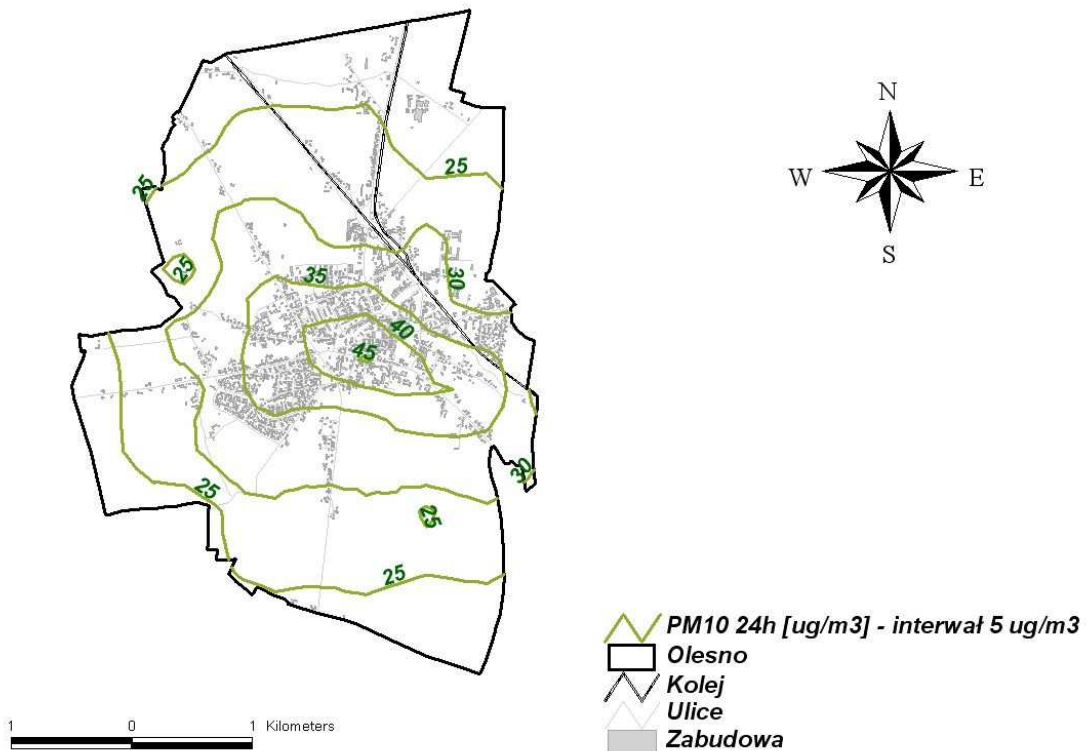 N
W E
S
25
25
25
30
35
40
45
30
25
25
25
PM10 24h [ug/m3] - interwał 5 ug/m3
Olesno
Kolej
Ulice
Zabudowa
1 0 1 Kilometers